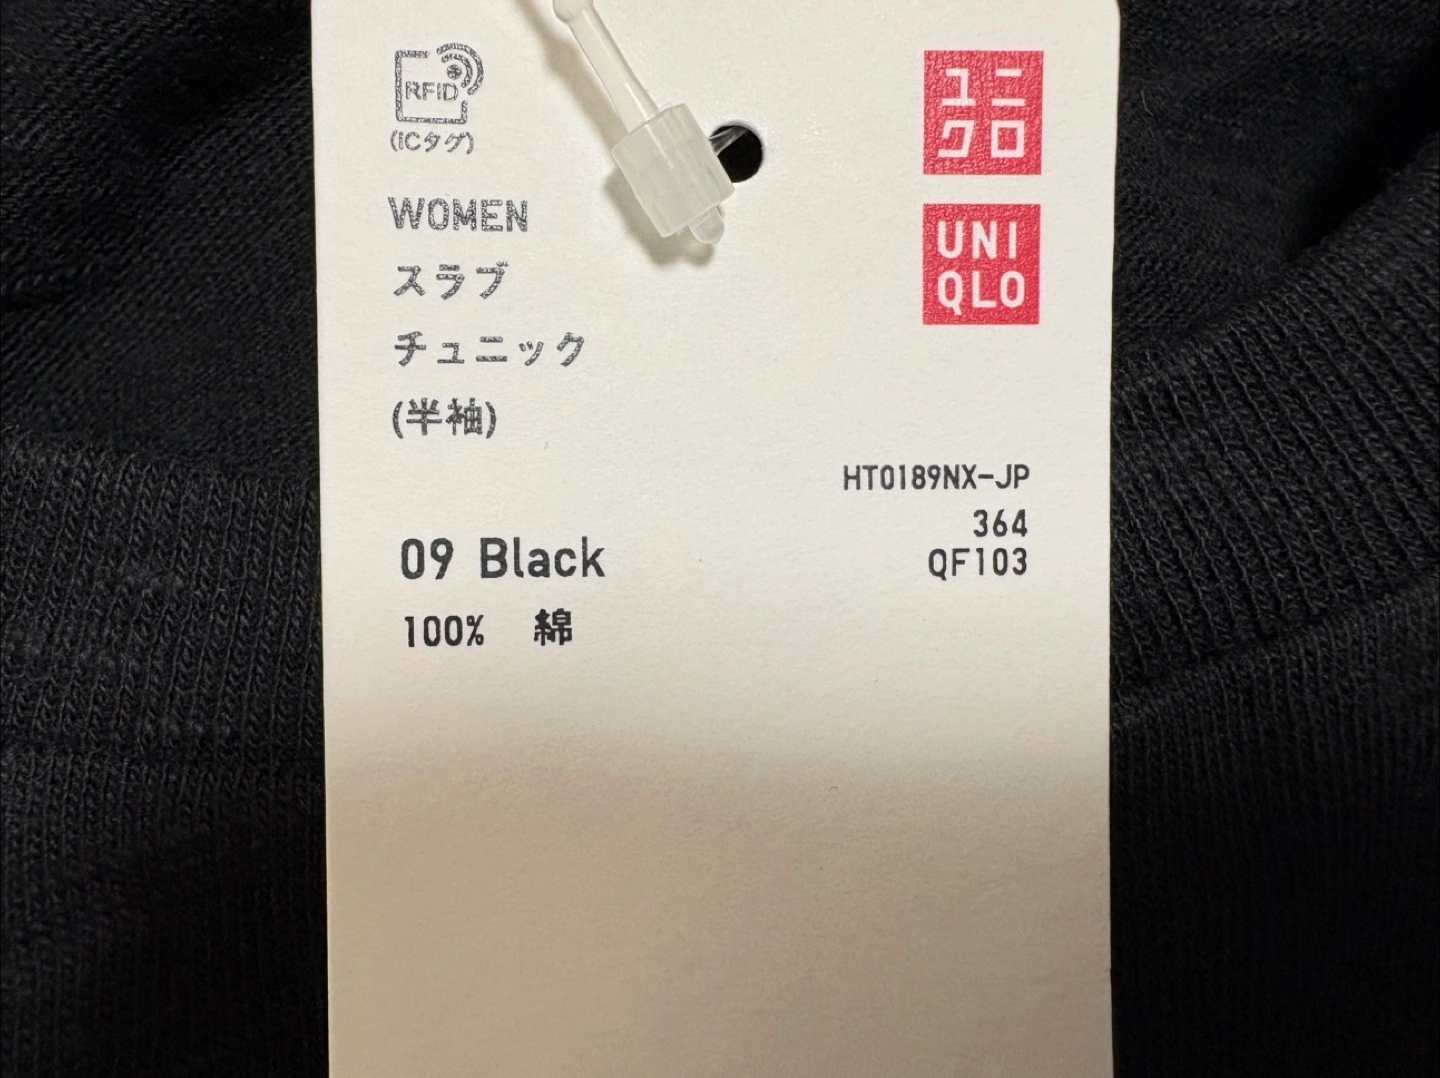 RFID
(ICタグ)
ユニ
クロ
WOMEN
UNI
QLO
スラブ
チュニック
(半袖)
HT0189NX-JP
364
QF103
09 Black
100% 綿